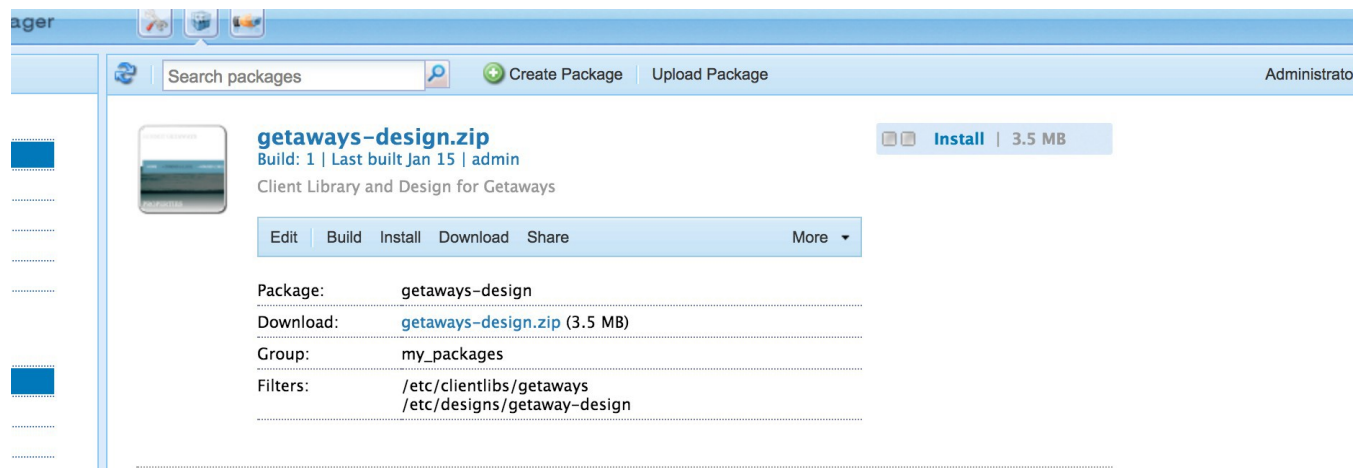 ager
Search packages
Create Package
Upload Package
Administrato
getaways-design.zip
Build: 1 | Last built Jan 15 | admin
Client Library and Design for Getaways
Install | 3.5 MB
Edit Build Install Download Share More
Package: getaways-design
Download: getaways-design.zip (3.5 MB)
Group: my_packages
Filters: /etc/clientlibs/getaways
/etc/designs/getaway-design